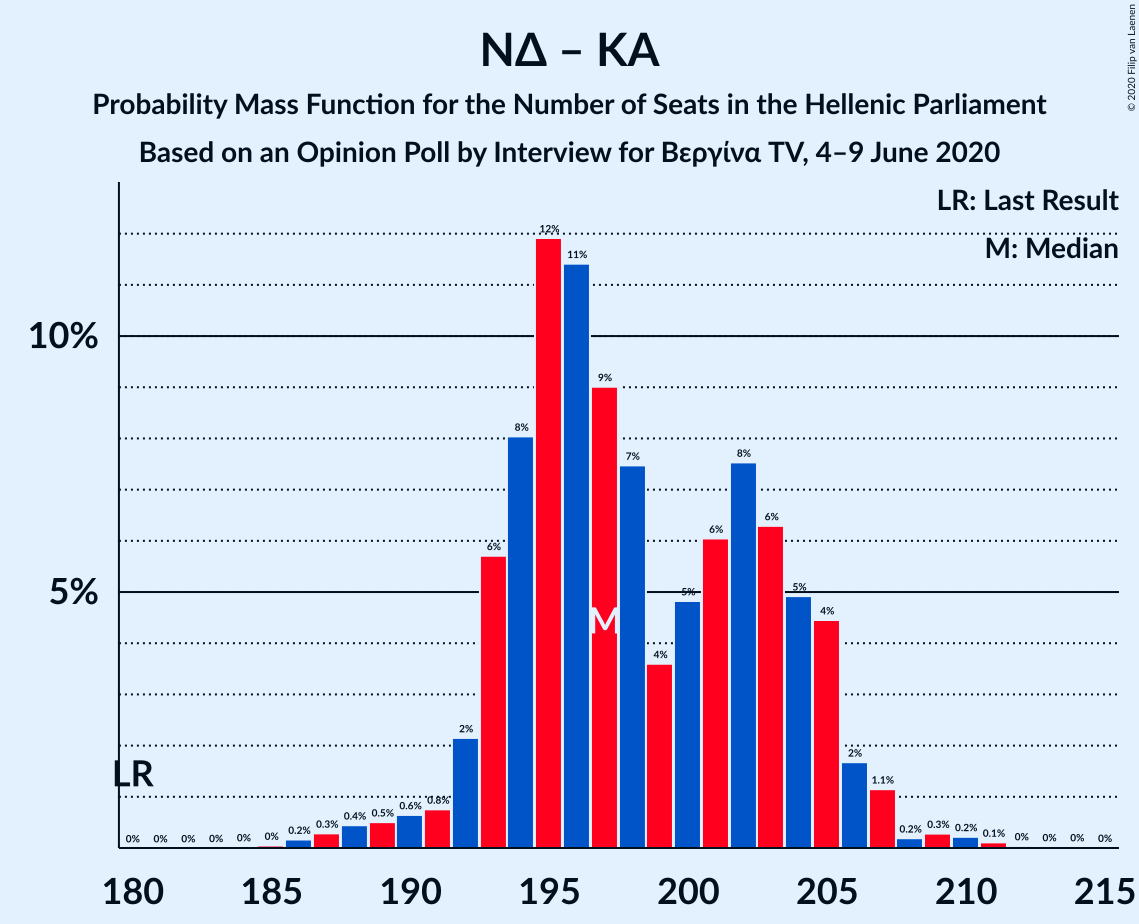 © 2020 Filip van Laenen
ΝΔ – ΚΑ
Probability Mass Function for the Number of Seats in the Hellenic Parliament
Based on an Opinion Poll by Interview for Βεργίνα TV, 4–9 June 2020
LR: Last Result
M: Median
10%
5%
12%
11%
9%
8%
7%
8%
6%
6%
6%
5%
5%
4%
4%
M
2%
2%
LR
1.1%
0% 0% 0% 0% 0% 0% 0.2% 0.3% 0.4% 0.5% 0.6% 0.8%
0.2% 0.3% 0.2% 0.1% 0% 0% 0% 0%
180 185 190 195 200 205 210 215